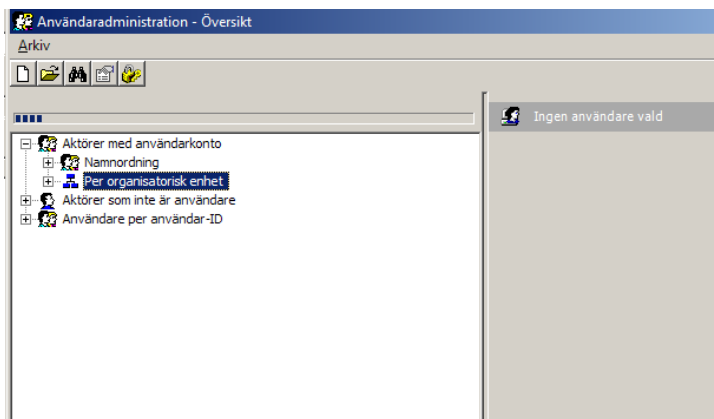 Användaradministration - Översikt
Arkiv
Ingen användare vald
Aktörer med användarkonto
Namnordning
Per organisatorisk enhet
Aktörer som inte är användare
Användare per användar-ID